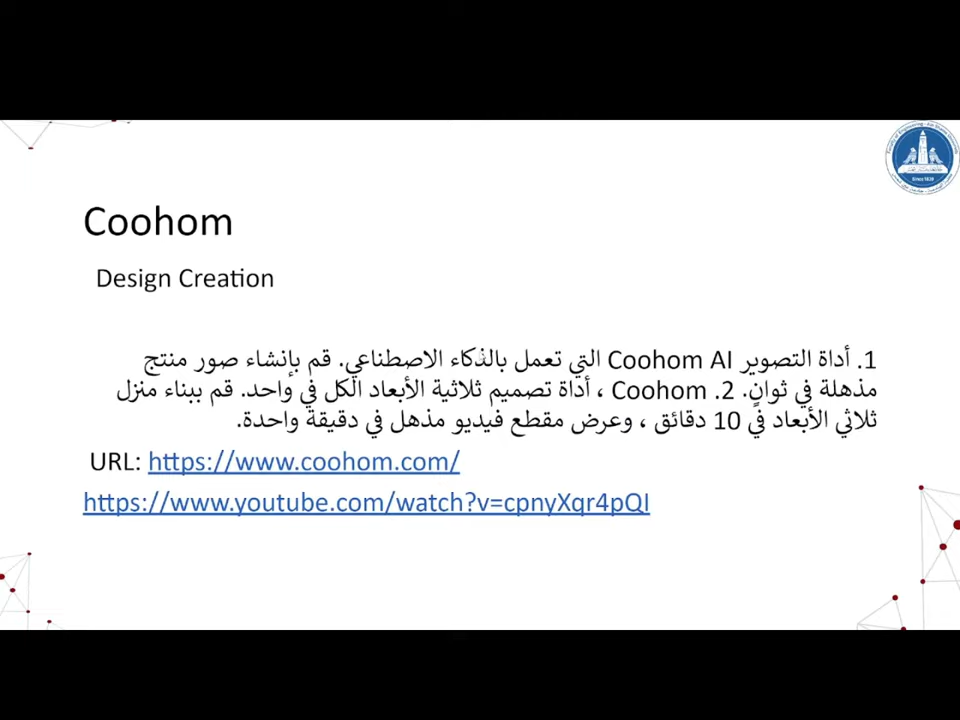 Coohom
Design Creation
1. أداة التصوير Coohom AI التي تعمل بالذكاء الاصطناعي. قم بإنشاء صور منتج
مذهلة في ثوانٍ. 2. Coohom ، أداة تصميم ثلاثية الأبعاد الكل في واحد. قم ببناء منزل
ثلاثي الأبعاد في 10 دقائق ، وعرض مقطع فيديو مذهل في دقيقة واحدة.
URL: https://www.coohom.com/
https://www.youtube.com/watch?v=cpnyXqr4pQI